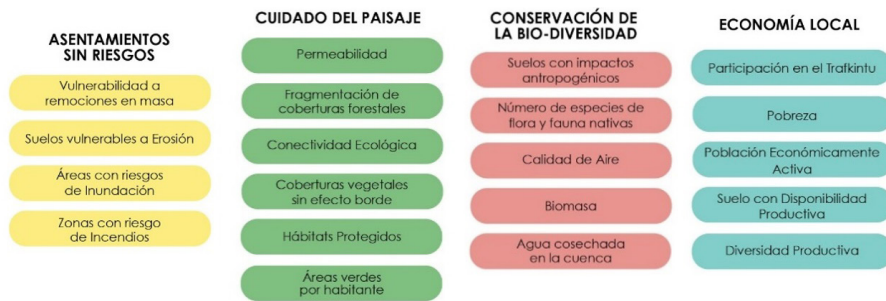 ASENTAMIENTOS
SIN RIESGOS
Vulnerabilidad a
remociones en masa
Suelos vulnerables a Erosión
Áreas con riesgos
de Inundación
Zonas con riesgo
de Incendios
CUIDADO DEL PAISAJE
Permeabilidad
Fragmentación de
coberturas forestales
Conectividad Ecológica
Coberturas vegetales
sin efecto borde
Hábitats Protegidos
Áreas verdes
por habitante
CONSERVACIÓN DE
LA BIO-DIVERSIDAD
Suelos con impactos
antropogénicos
Número de especies de
flora y fauna nativas
Calidad de Aire
Biomasa
Agua cosechada
en la cuenca
ECONOMÍA LOCAL
Participación en el Trafkintu
Pobreza
Población Económicamente
Activa
Suelo con Disponibilidad
Productiva
Diversidad Productiva